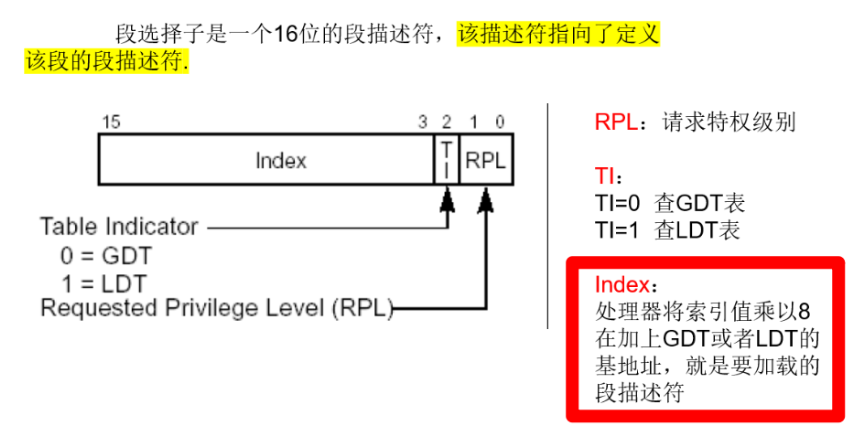 段选择子是一个16位的段描述符，该描述符指向了定义
该段的段描述符.
15 3 2 1 0
Index TI RPL
Table Indicator
0 = GDT
1 = LDT
Requested Privilege Level (RPL)
RPL：请求特权级别
TI：
TI=0 查GDT表
TI=1 查LDT表
Index：
处理器将索引值乘以8
在加上GDT或者LDT的
基地址，就是要加载的
段描述符